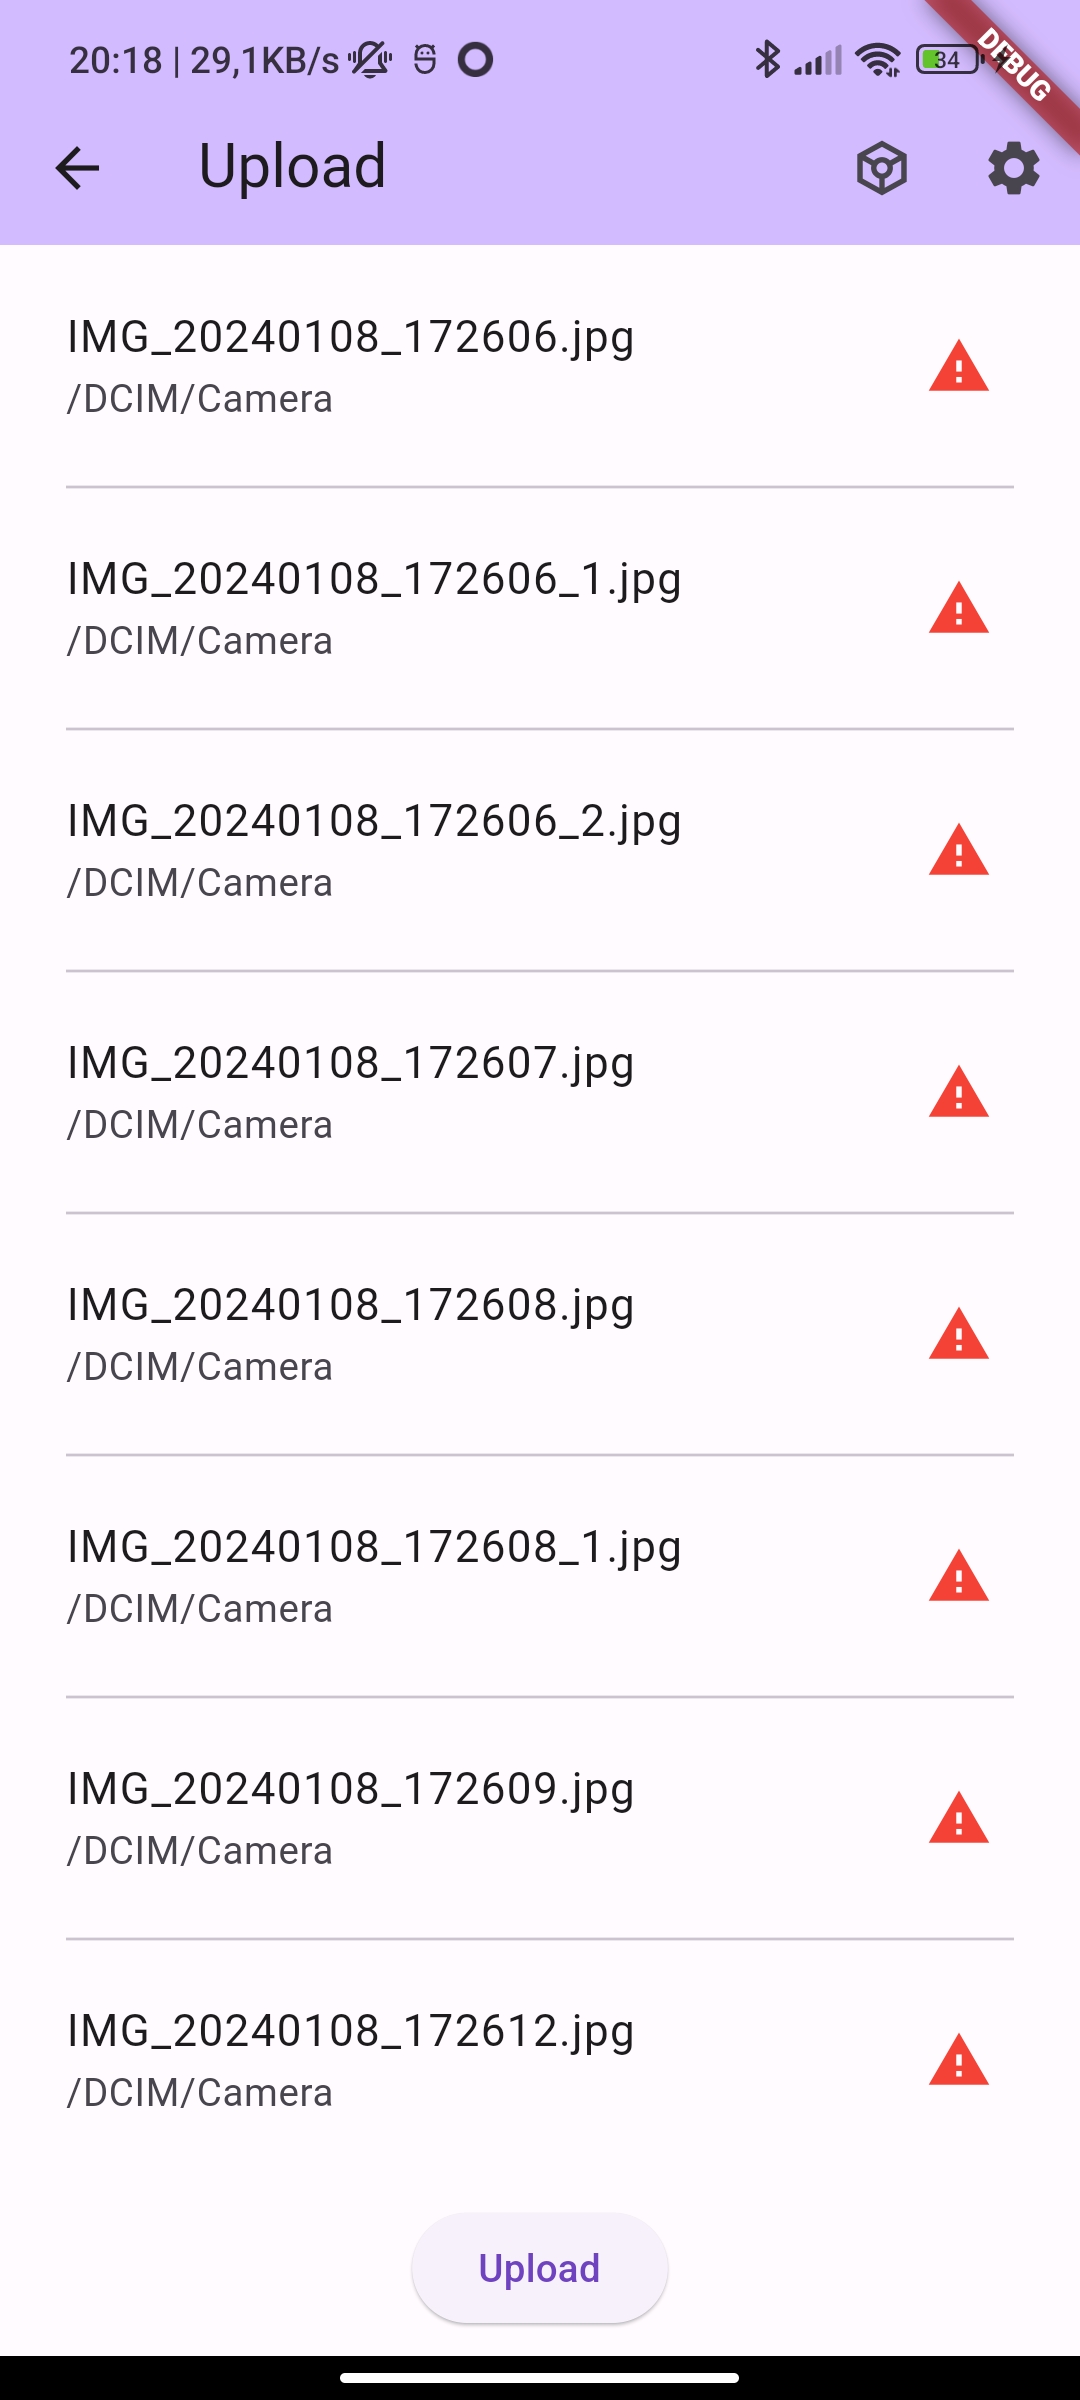 20:18 | 29,1KB/s
34
DEBUG
Upload
IMG_20240108_172606.jpg
/DCIM/Camera
IMG_20240108_172606_1.jpg
/DCIM/Camera
IMG_20240108_172606_2.jpg
/DCIM/Camera
IMG_20240108_172607.jpg
/DCIM/Camera
IMG_20240108_172608.jpg
/DCIM/Camera
IMG_20240108_172608_1.jpg
/DCIM/Camera
IMG_20240108_172609.jpg
/DCIM/Camera
IMG_20240108_172612.jpg
/DCIM/Camera
Upload